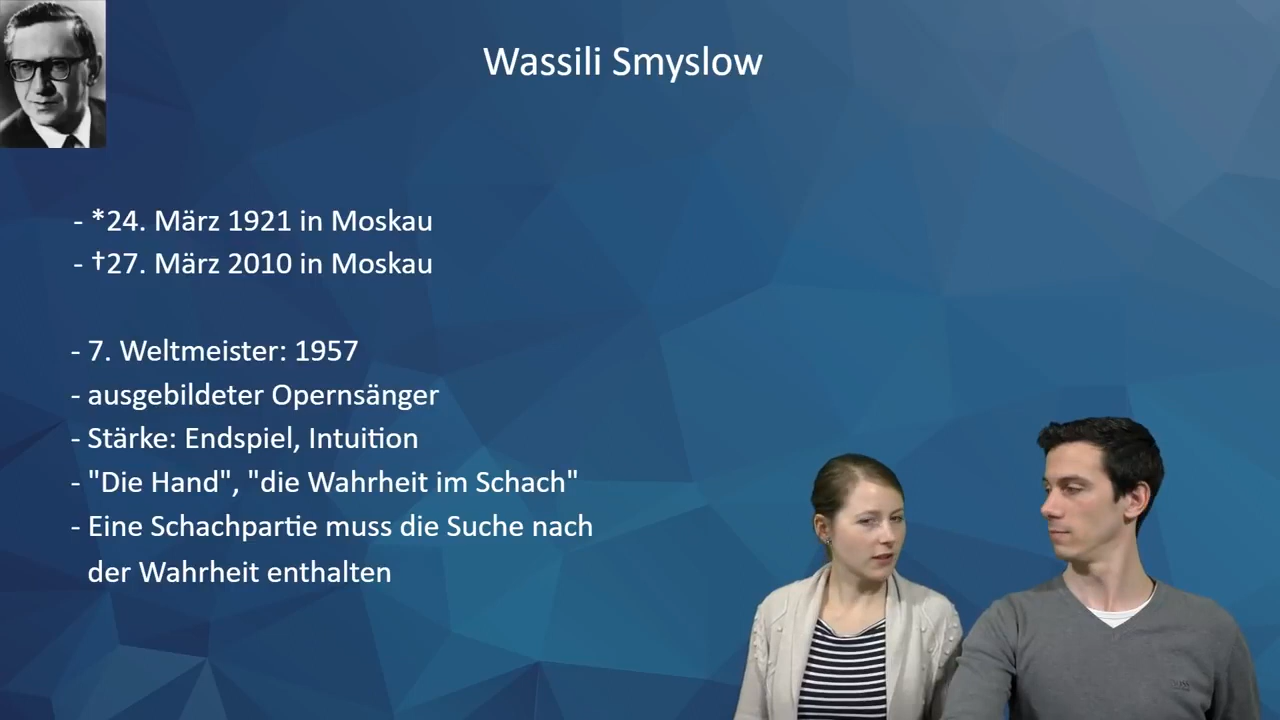 Wassili Smyslow
- *24. März 1921 in Moskau
- †27. März 2010 in Moskau
- 7. Weltmeister: 1957
- ausgebildeter Opernsänger
- Stärke: Endspiel, Intuition
- "Die Hand", "die Wahrheit im Schach"
- Eine Schachpartie muss die Suche nach
der Wahrheit enthalten